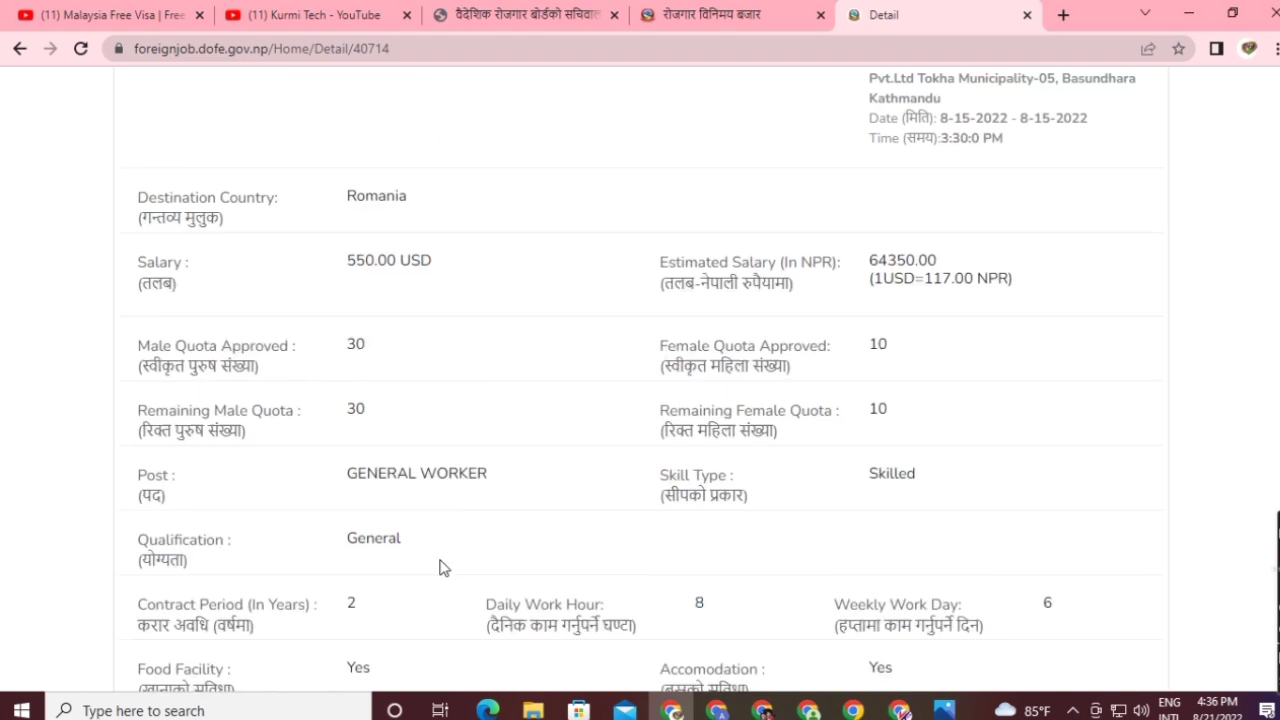 (11) Malaysia Free Visa | Free
(11) Kurmi Tech - YouTube
वैदेशिक रोजगार बोर्डको सचिवाल
रोजगार विनिमय बजार
Detail
foreignjob.dofe.gov.np/Home/Detail/40714
Pvt.Ltd Tokha Municipality-05, Basundhara
Kathmandu
Date (मिति): 8-15-2022 - 8-15-2022
Time (समय):3:30:0 PM
Destination Country: Romania
(गन्तव्य मुलुक)
Salary : 550.00 USD Estimated Salary (In NPR): 64350.00
(तलब) (तलब-नेपाली रुपैयामा) (1USD=117.00 NPR)
Male Quota Approved : 30 Female Quota Approved: 10
(स्वीकृत पुरुष संख्या) (स्वीकृत महिला संख्या)
Remaining Male Quota : 30 Remaining Female Quota : 10
(रिक्त पुरुष संख्या) (रिक्त महिला संख्या)
Post : GENERAL WORKER Skill Type : Skilled
(पद) (सीपको प्रकार)
Qualification : General
(योग्यता)
Contract Period (In Years) : 2 Daily Work Hour: 8 Weekly Work Day: 6
करार अवधि (वर्षमा) (दैनिक काम गर्नुपर्ने घण्टा) (हप्तामा काम गर्नुपर्ने दिन)
Food Facility : Yes Accomodation : Yes
Type here to search
85°F
ENG
INTL
4:36 PM
8/21/2022